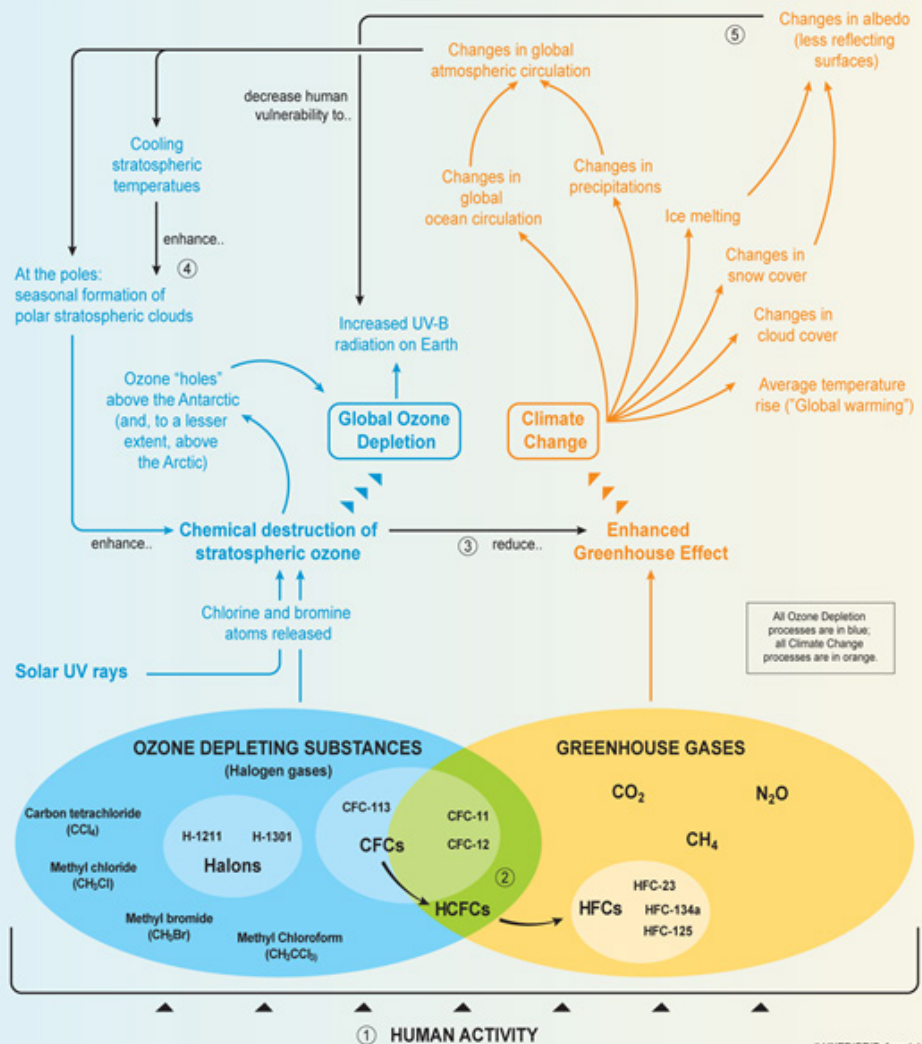 Changes in albedo
(less reflecting
surfaces)
5
Changes in global
atmospheric circulation
decrease human
vulnerability to..
Cooling
stratospheric
temperatues
Changes in
global
ocean circulation
Changes in
precipitations
Ice melting
enhance..
4
At the poles:
seasonal formation of
polar stratospheric clouds
Changes in
snow cover
Increased UV-B
radiation on Earth
Changes in
cloud cover
Ozone “holes”
above the Antarctic
(and, to a lesser
extent, above
the Arctic)
Global Ozone
Depletion
Climate
Change
Average temperature
rise ("Global warming")
enhance..
Chemical destruction of
stratospheric ozone
3 reduce..
Enhanced
Greenhouse Effect
Chlorine and bromine
atoms released
Solar UV rays
All Ozone Depletion
processes are in blue;
all Climate Change
processes are in orange.
OZONE DEPLETING SUBSTANCES
(Halogen gases)
GREENHOUSE GASES
Carbon tetrachloride
(CCl₄)
H-1211 H-1301
Halons
CFC-113
CFCs
CFC-11
CFC-12
CO₂
N₂O
CH₄
Methyl chloride
(CH₃Cl)
2
HCFCs
HFC-23
HFCs HFC-134a
HFC-125
Methyl bromide
(CH₃Br)
Methyl Chloroform
1 HUMAN ACTIVITY